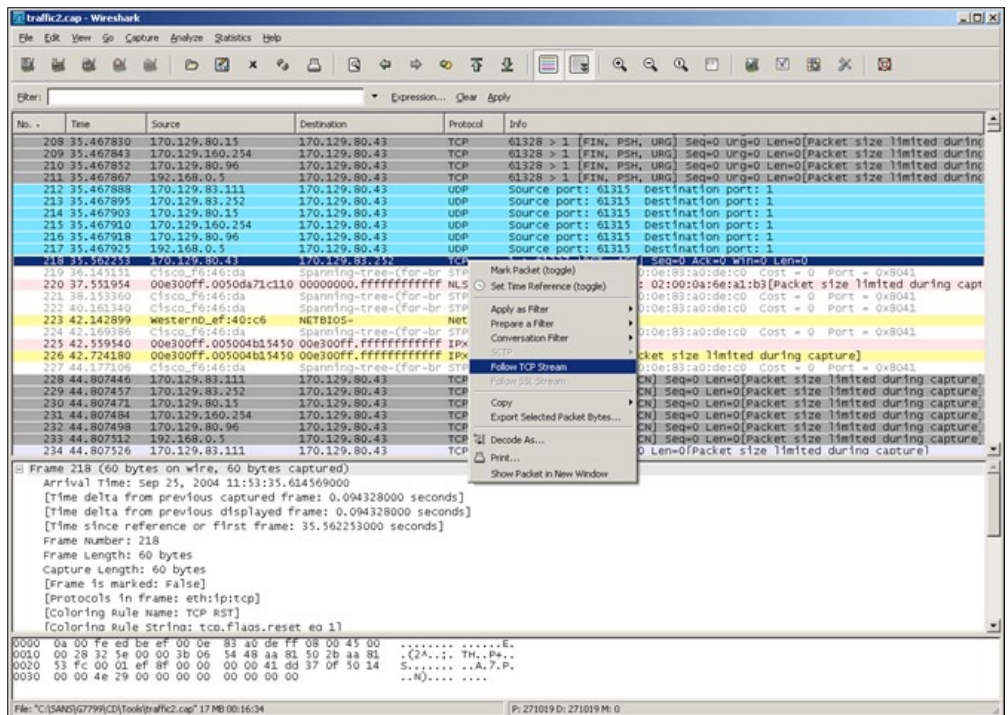 traffic2.cap - Wireshark
File Edit View Go Capture Analyze Statistics Help
Filter: Expression... Clear Apply
No. - Time Source Destination Protocol Info
208 35.467830 170.129.80.15 170.129.80.43 TCP 61328 > 1 [FIN, PSH, URG] Seq=0 Urg=0 Len=0[Packet size limited during
209 35.467843 170.129.160.254 170.129.80.43 TCP 61328 > 1 [FIN, PSH, URG] Seq=0 Urg=0 Len=0[Packet size limited during
210 35.467852 170.129.80.96 170.129.80.43 TCP 61328 > 1 [FIN, PSH, URG] Seq=0 Urg=0 Len=0[Packet size limited during
211 35.467867 192.168.0.5 170.129.80.43 TCP 61328 > 1 [FIN, PSH, URG] Seq=0 Urg=0 Len=0[Packet size limited during
212 35.467888 170.129.83.111 170.129.80.43 UDP Source port: 61315 Destination port: 1
213 35.467895 170.129.83.252 170.129.80.43 UDP Source port: 61315 Destination port: 1
214 35.467903 170.129.80.15 170.129.80.43 UDP Source port: 61315 Destination port: 1
215 35.467910 170.129.160.254 170.129.80.43 UDP Source port: 61315 Destination port: 1
216 35.467918 170.129.80.96 170.129.80.43 UDP Source port: 61315 Destination port: 1
217 35.467925 192.168.0.5 170.129.80.43 UDP Source port: 61315 Destination port: 1
218 35.562253 170.129.80.43 170.129.83.252 TCP Seq=0 Ack=0 Win=0 Len=0
219 36.145151 Cisco_f6:46:da Spanning-tree-(for-br STP 0:0e:83:a0:de:c0 Cost = 0 Port = 0x8041
220 37.551954 00e300ff.0050da71c110 00000000.ffffffffffff NLS : 02:00:0a:6e:a1:b3[Packet size limited during capt
221 38.153360 Cisco_f6:46:da Spanning-tree-(for-br STP 0:0e:83:a0:de:c0 Cost = 0 Port = 0x8041
222 40.161340 Cisco_f6:46:da Spanning-tree-(for-br STP 0:0e:83:a0:de:c0 Cost = 0 Port = 0x8041
223 42.142899 WesternD_ef:40:c6 NETBIOS- Net
224 42.169386 Cisco_f6:46:da Spanning-tree-(for-br STP 0:0e:83:a0:de:c0 Cost = 0 Port = 0x8041
225 42.559540 00e300ff.005004b15450 00e300ff.ffffffffffff IPX
226 42.724180 00e300ff.005004b15450 00e300ff.ffffffffffff IPX cket size limited during capture]
227 44.177106 Cisco_f6:46:da Spanning-tree-(for-br STP 0:0e:83:a0:de:c0 Cost = 0 Port = 0x8041
228 44.807446 170.129.83.111 170.129.80.43 TCP CN] Seq=0 Len=0[Packet size limited during capture]
229 44.807457 170.129.83.252 170.129.80.43 TCP CN] Seq=0 Len=0[Packet size limited during capture]
230 44.807471 170.129.80.15 170.129.80.43 TCP CN] Seq=0 Len=0[Packet size limited during capture]
231 44.807484 170.129.160.254 170.129.80.43 TCP CN] Seq=0 Len=0[Packet size limited during capture]
232 44.807498 170.129.80.96 170.129.80.43 TCP CN] Seq=0 Len=0[Packet size limited during capture]
233 44.807512 192.168.0.5 170.129.80.43 TCP CN] Seq=0 Len=0[Packet size limited during capture]
234 44.807526 170.129.83.111 170.129.80.43 TCP 0 Len=0[Packet size limited during capture]
Mark Packet (toggle)
Set Time Reference (toggle)
Apply as Filter
Prepare a Filter
Conversation Filter
SCTP
Follow TCP Stream
Follow SSL Stream
Copy
Export Selected Packet Bytes...
Decode As...
Print...
Show Packet in New Window
Frame 218 (60 bytes on wire, 60 bytes captured)
Arrival Time: Sep 25, 2004 11:53:35.614569000
[Time delta from previous captured frame: 0.094328000 seconds]
[Time delta from previous displayed frame: 0.094328000 seconds]
[Time since reference or first frame: 35.562253000 seconds]
Frame Number: 218
Frame Length: 60 bytes
Capture Length: 60 bytes
[Frame is marked: False]
[Protocols in frame: eth:ip:tcp]
[Coloring Rule Name: TCP RST]
[Coloring Rule String: tcp.flags.reset eq 1]
0000 0a 00 fe ed be ef 00 0e 83 a0 de ff 08 00 45 00 ........ ......E.
0010 00 28 32 5e 00 00 3b 06 54 48 aa 81 50 2b aa 81 .(2^..;. TH..P+..
0020 53 fc 00 01 ef 8f 00 00 00 00 41 dd 37 0f 50 14 S....... ..A.7.P.
0030 00 00 4e 29 00 00 00 00 00 00 00 00 ..N).... ....
File: "C:\SANS\G7799\CD\Tools\traffic2.cap" 17 MB 00:16:34 P: 271019 D: 271019 M: 0